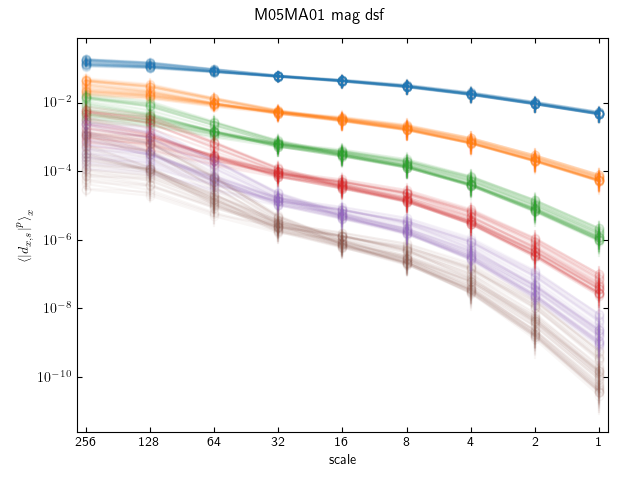 M05MA01 mag dsf
⟨|d_{x,s}|^p⟩_x
10^{-2}
10^{-4}
10^{-6}
10^{-8}
10^{-10}
256 128 64 32 16 8 4 2 1
scale